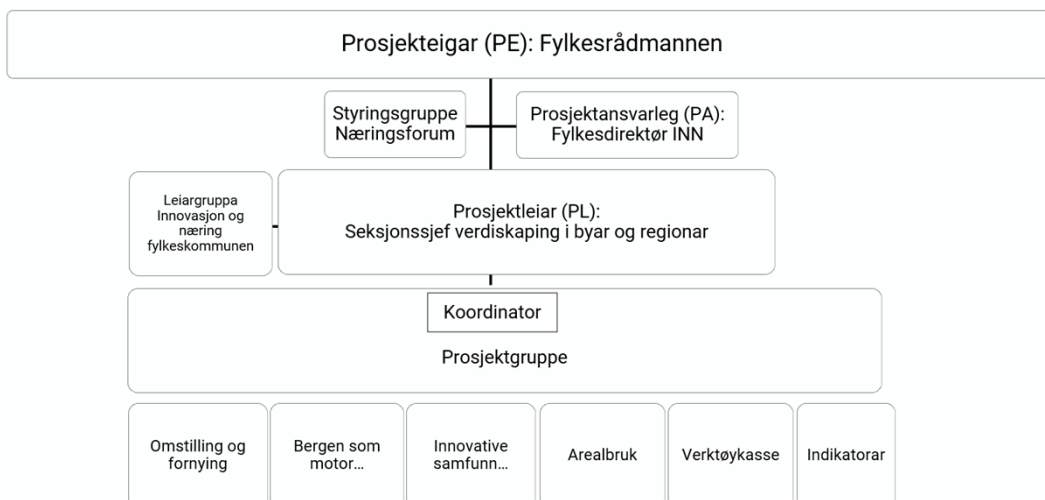 Prosjekteigar (PE): Fylkesrådmannen
Styringsgruppe
Næringsforum
Prosjektansvarleg (PA):
Fylkesdirektør INN
Leiargruppa
Innovasjon og
næring
fylkeskommunen
Prosjektleiar (PL):
Seksjonssjef verdiskaping i byar og regionar
Koordinator
Prosjektgruppe
Omstilling og
fornying
Bergen som
motor...
Innovative
samfunn...
Arealbruk
Verktøykasse
Indikatorar